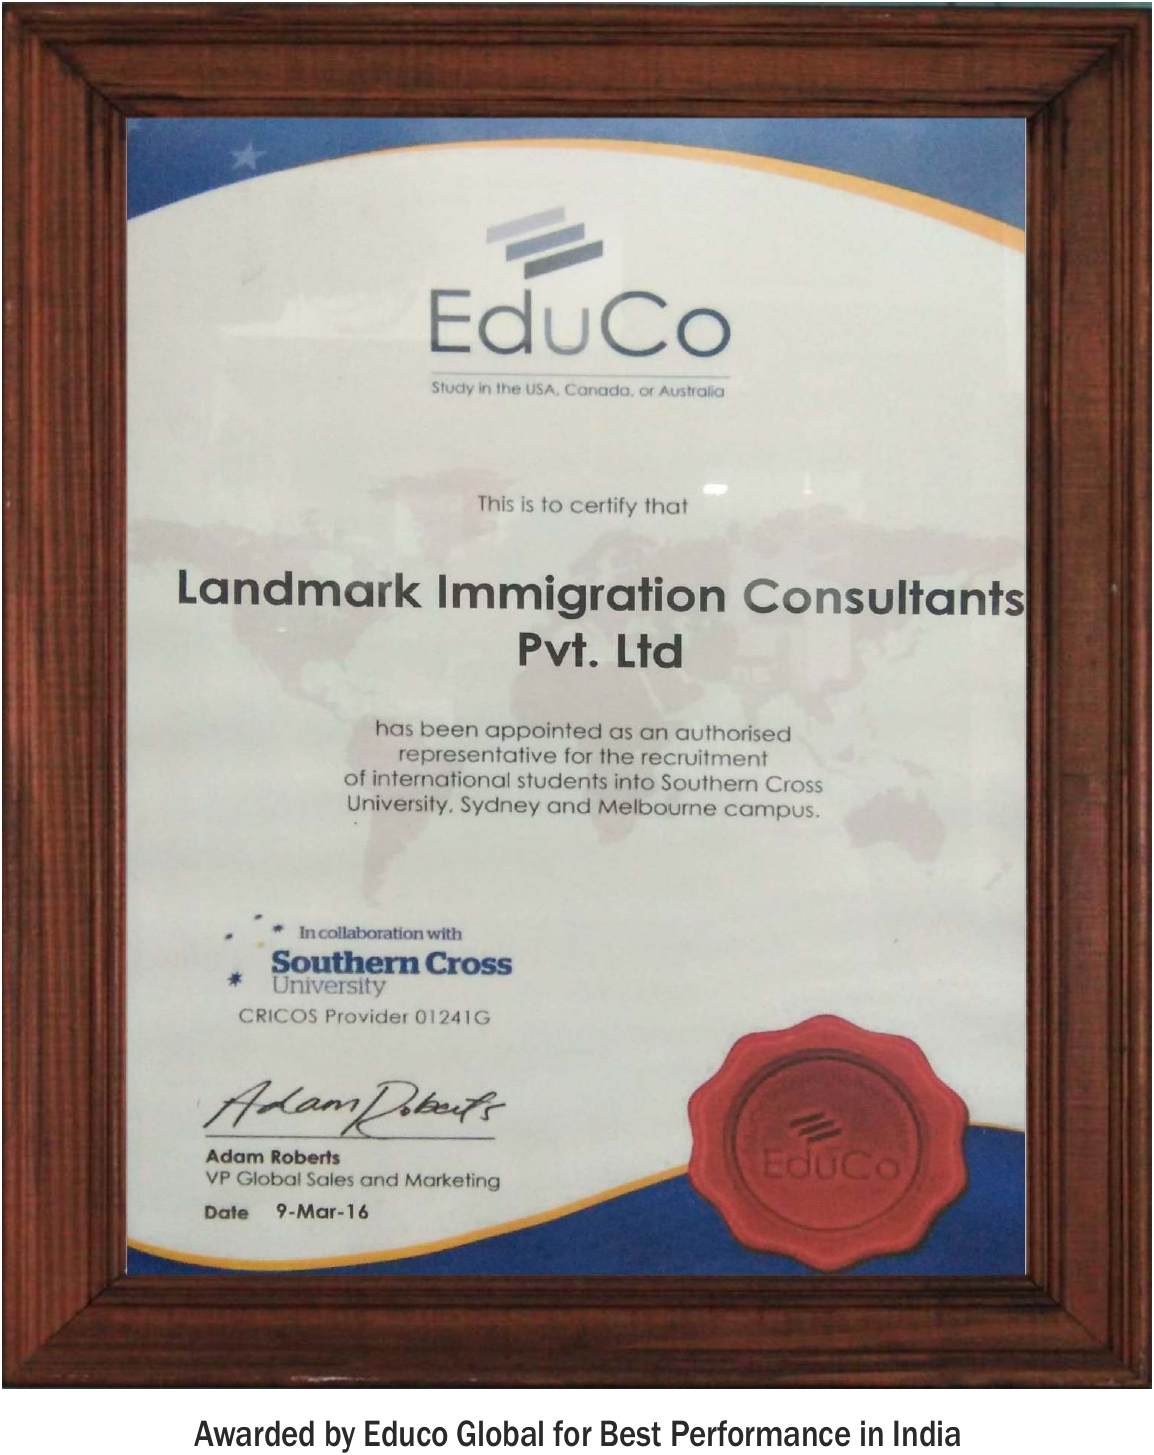 EduCo
Study in the USA, Canada, or Australia
This is to certify that
Landmark Immigration Consultants
Pvt. Ltd
has been appointed as an authorised
representative for the recruitment
of international students into Southern Cross
University, Sydney and Melbourne campus.
In collaboration with
Southern Cross
University
CRICOS Provider 01241G
Adam Roberts
Adam Roberts
VP Global Sales and Marketing
Date 9-Mar-16
EduCo
Awarded by Educo Global for Best Performance in India